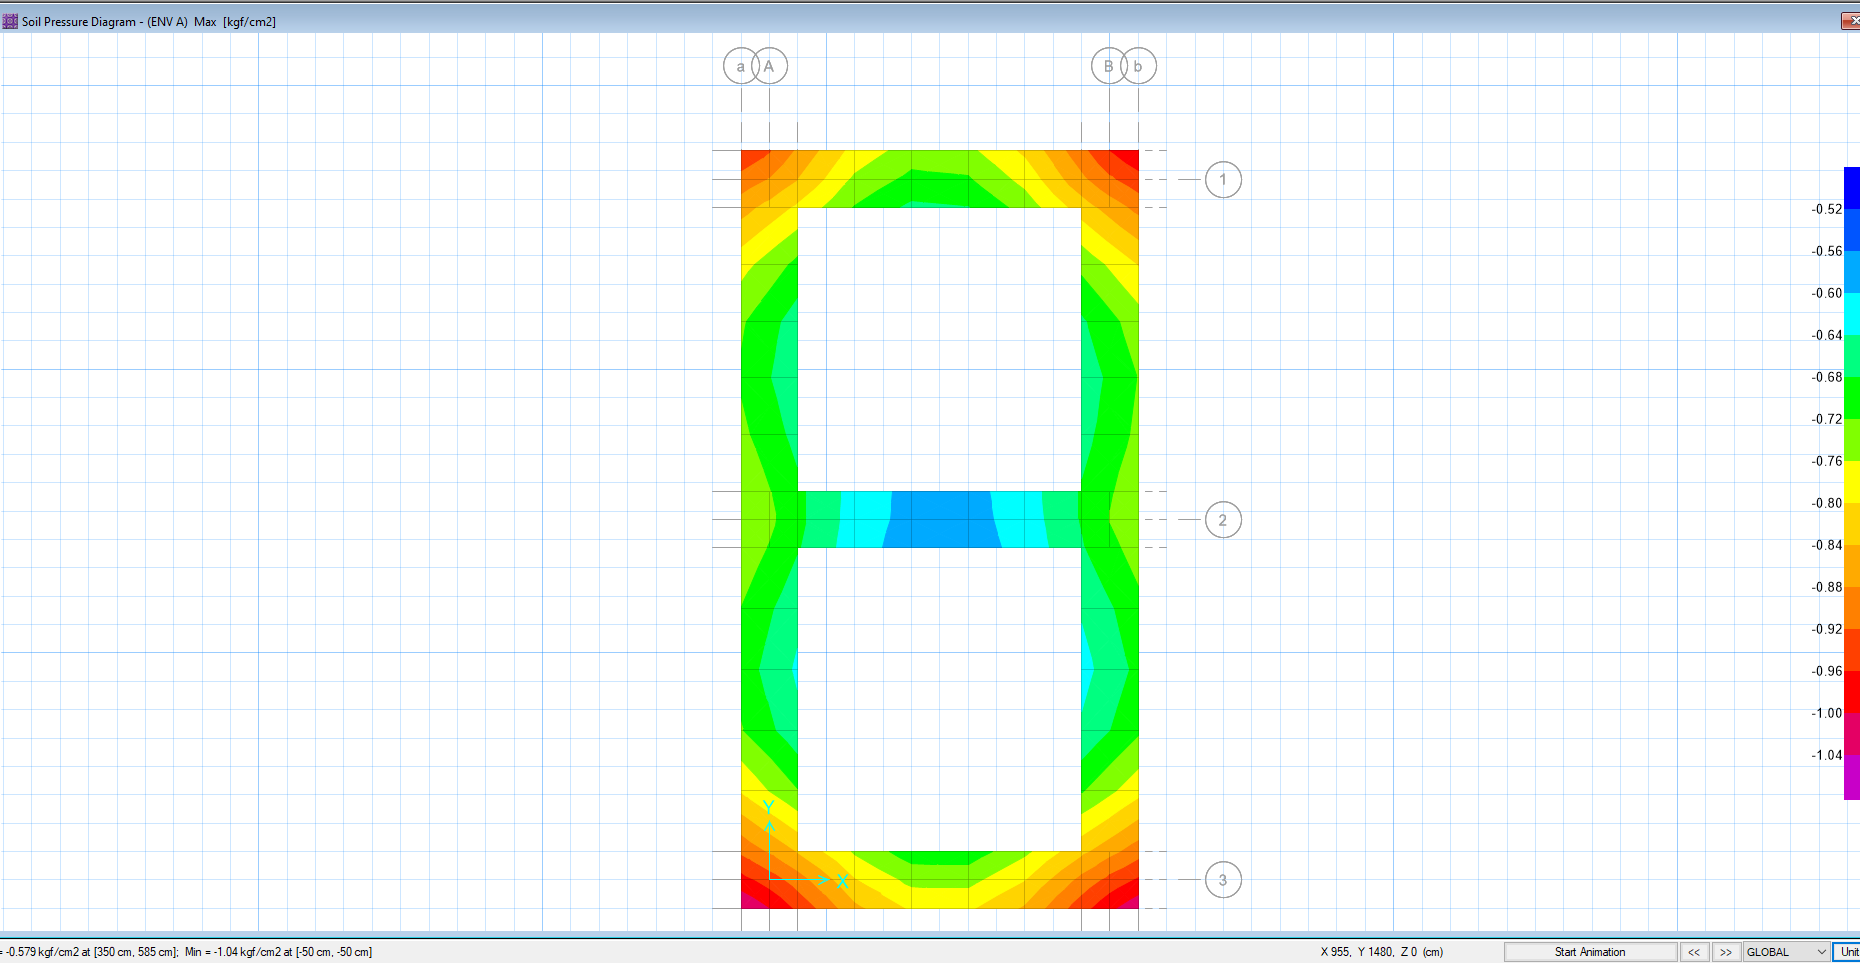 Soil Pressure Diagram - (ENV A)  Max  [kgf/cm2]
a A B b
1
2
3
Y
X
-0.52
-0.56
-0.60
-0.64
-0.68
-0.72
-0.76
-0.80
-0.84
-0.88
-0.92
-0.96
-1.00
-1.04
= -0.579 kgf/cm2 at [350 cm, 585 cm];  Min = -1.04 kgf/cm2 at [-50 cm, -50 cm]
X 955,  Y 1480,  Z 0  (cm)
Start Animation
<<
>>
GLOBAL
Unit